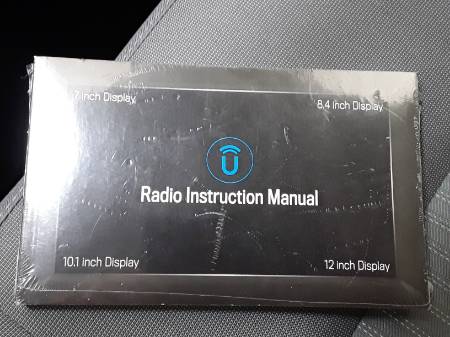 7 inch Display
8.4 inch Display
U
Radio Instruction Manual
10.1 inch Display
12 inch Display